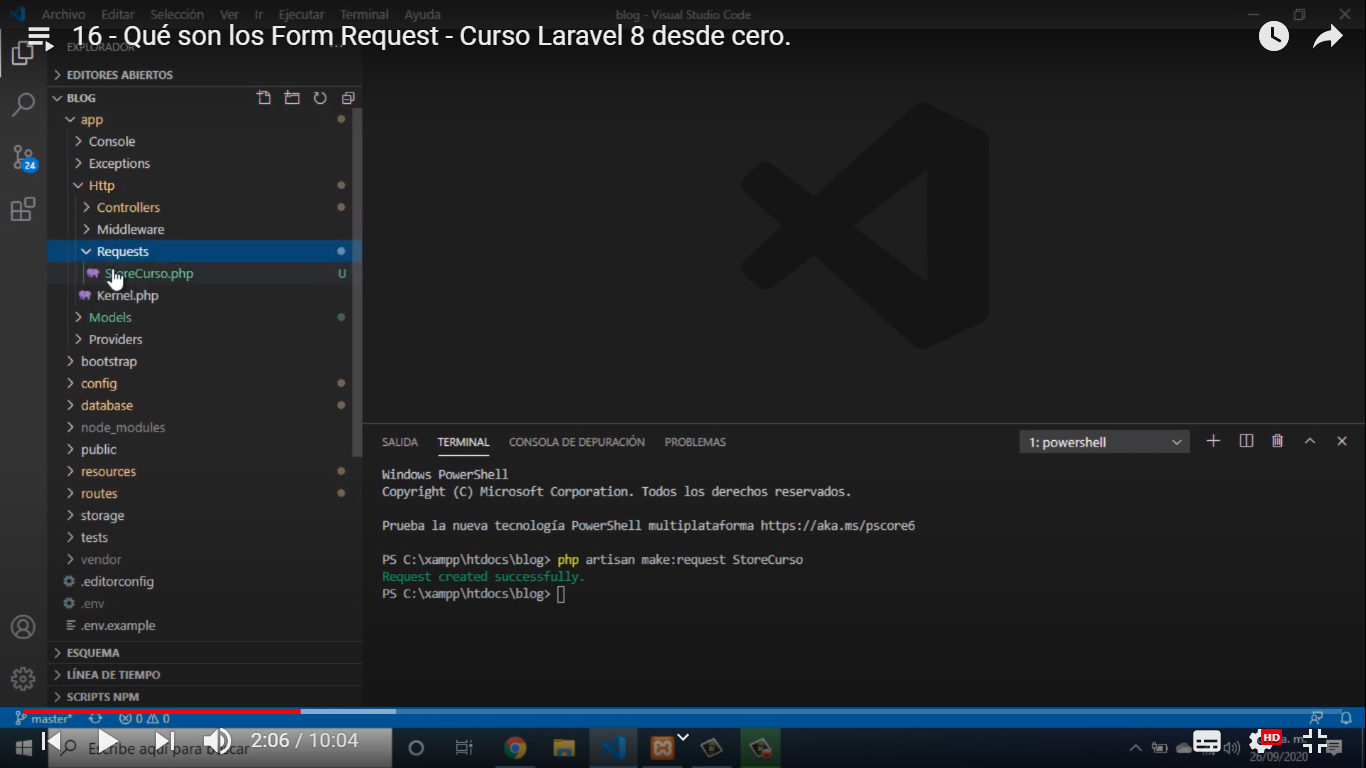 Archivo Editar Selección Ver Ir Ejecutar Terminal Ayuda
blog - Visual Studio Code
16 - Qué son los Form Request - Curso Laravel 8 desde cero.
EXPLORADOR
EDITORES ABIERTOS
BLOG
app
Console
Exceptions
Http
Controllers
Middleware
Requests
StoreCurso.php U
Kernel.php
Models
Providers
bootstrap
config
database
node_modules
public
resources
routes
storage
tests
vendor
.editorconfig
.env
.env.example
ESQUEMA
LÍNEA DE TIEMPO
SCRIPTS NPM
24
SALIDA TERMINAL CONSOLA DE DEPURACIÓN PROBLEMAS
1: powershell
Windows PowerShell
Copyright (C) Microsoft Corporation. Todos los derechos reservados.
Prueba la nueva tecnología PowerShell multiplataforma https://aka.ms/pscore6
PS C:\xampp\htdocs\blog> php artisan make:request StoreCurso
Request created successfully.
PS C:\xampp\htdocs\blog>
master* 0 0
Escribe aquí para buscar
2:06 / 10:04
HD
26/09/2020